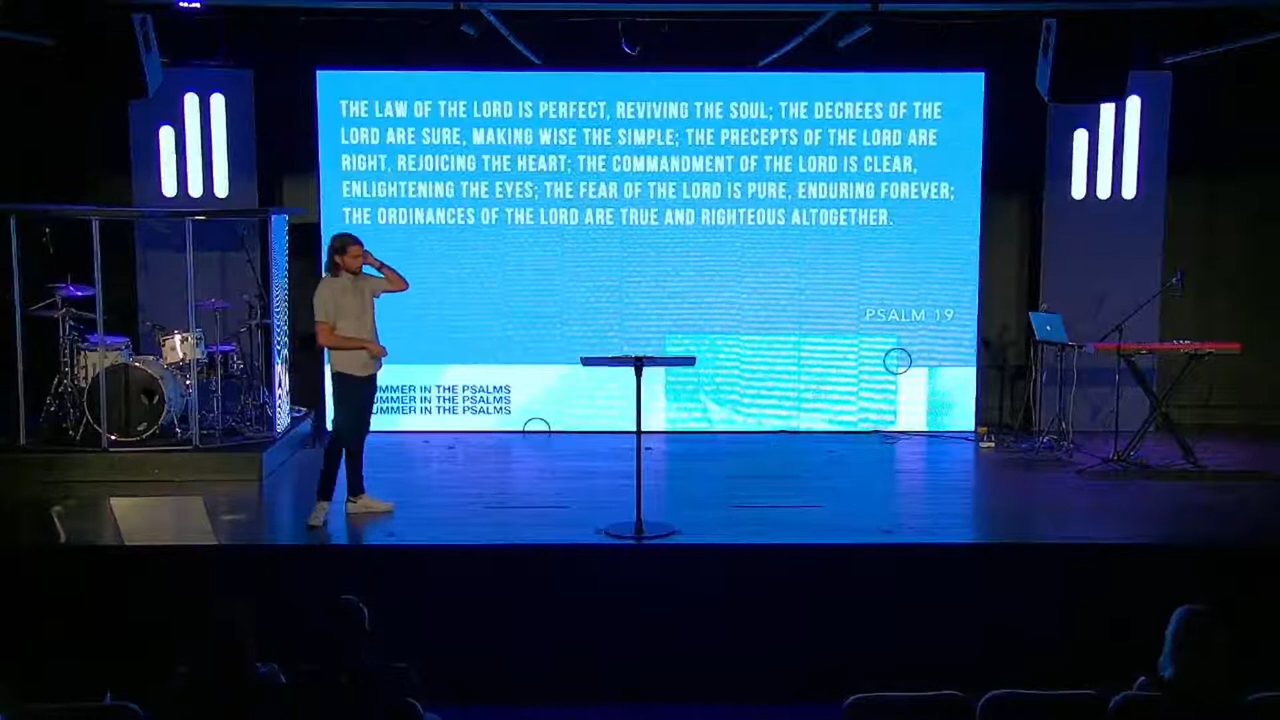 THE LAW OF THE LORD IS PERFECT, REVIVING THE SOUL; THE DECREES OF THE
LORD ARE SURE, MAKING WISE THE SIMPLE; THE PRECEPTS OF THE LORD ARE
RIGHT, REJOICING THE HEART; THE COMMANDMENT OF THE LORD IS CLEAR,
ENLIGHTENING THE EYES; THE FEAR OF THE LORD IS PURE, ENDURING FOREVER;
THE ORDINANCES OF THE LORD ARE TRUE AND RIGHTEOUS ALTOGETHER.
PSALM 19
UMMER IN THE PSALMS
UMMER IN THE PSALMS
UMMER IN THE PSALMS